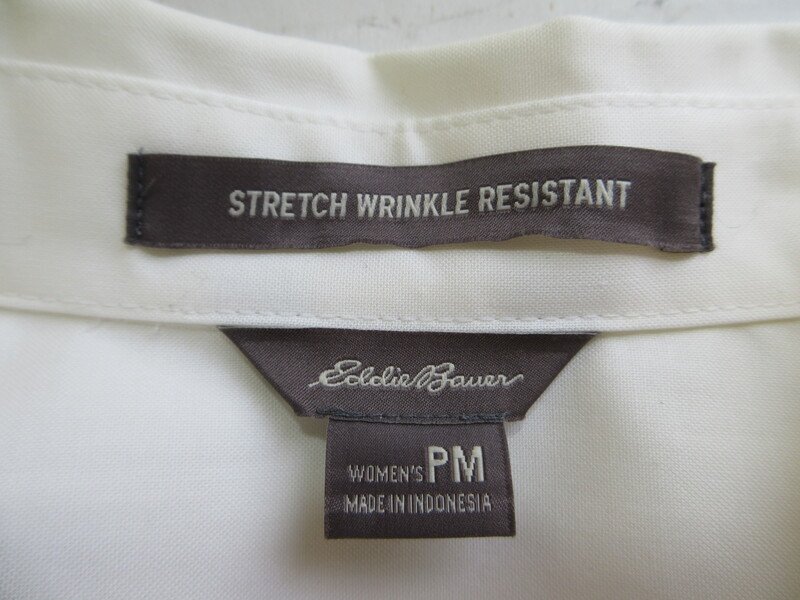 STRETCH WRINKLE RESISTANT
Eddie Bauer
WOMEN'S PM
MADE IN INDONESIA